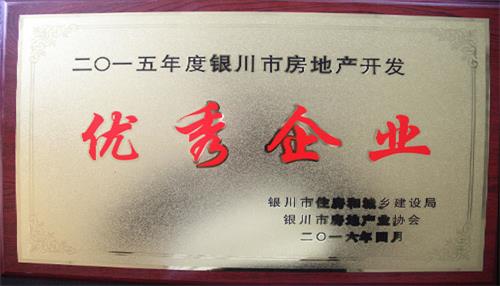 二〇一五年度银川市房地产开发
优秀企业
银川市住房和城乡建设局
银川市房地产业协会
二〇一六年四月